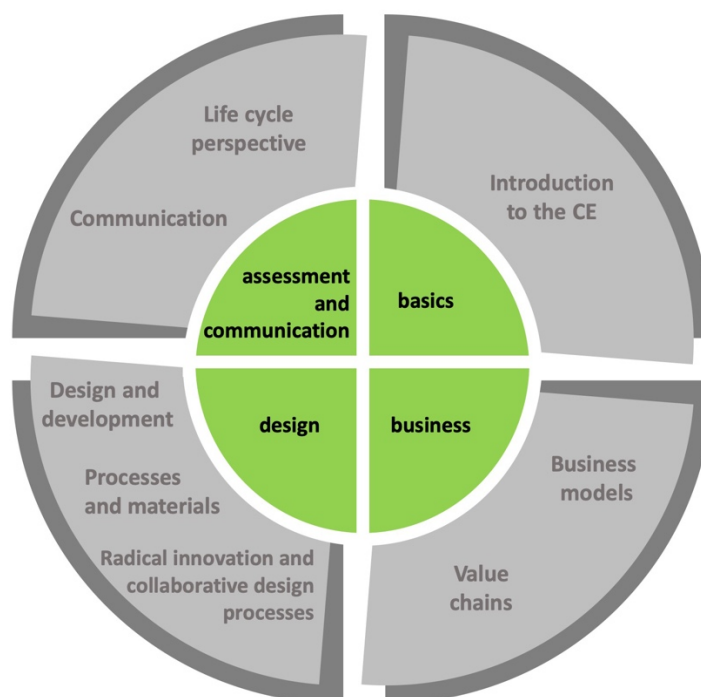 Life cycle
perspective
Communication
Introduction
to the CE
assessment
and
communication
basics
design
business
Design and
development
Processes
and materials
Radical innovation and
collaborative design
processes
Business
models
Value
chains